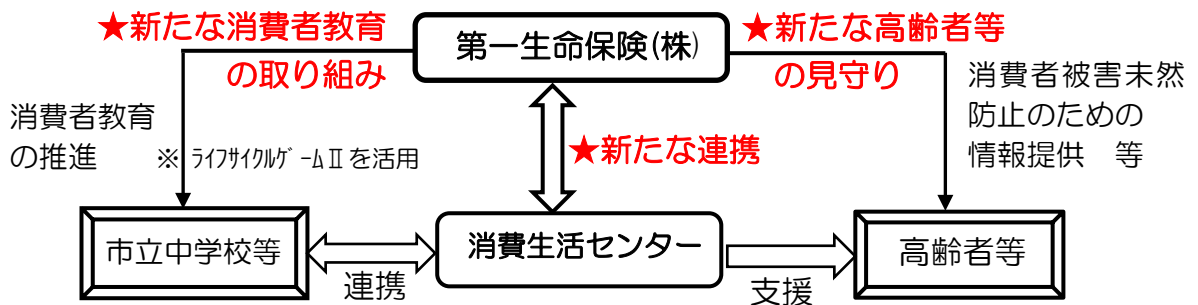 ★新たな消費者教育
の取り組み
第一生命保険(株)
★新たな高齢者等
の見守り
消費者教育
の推進
※ ﾗｲﾌｻｲｸﾙｹﾞｰﾑⅡを活用
★新たな連携
消費者被害未然
防止のための
情報提供　等
市立中学校等
連携
消費生活センター
支援
高齢者等